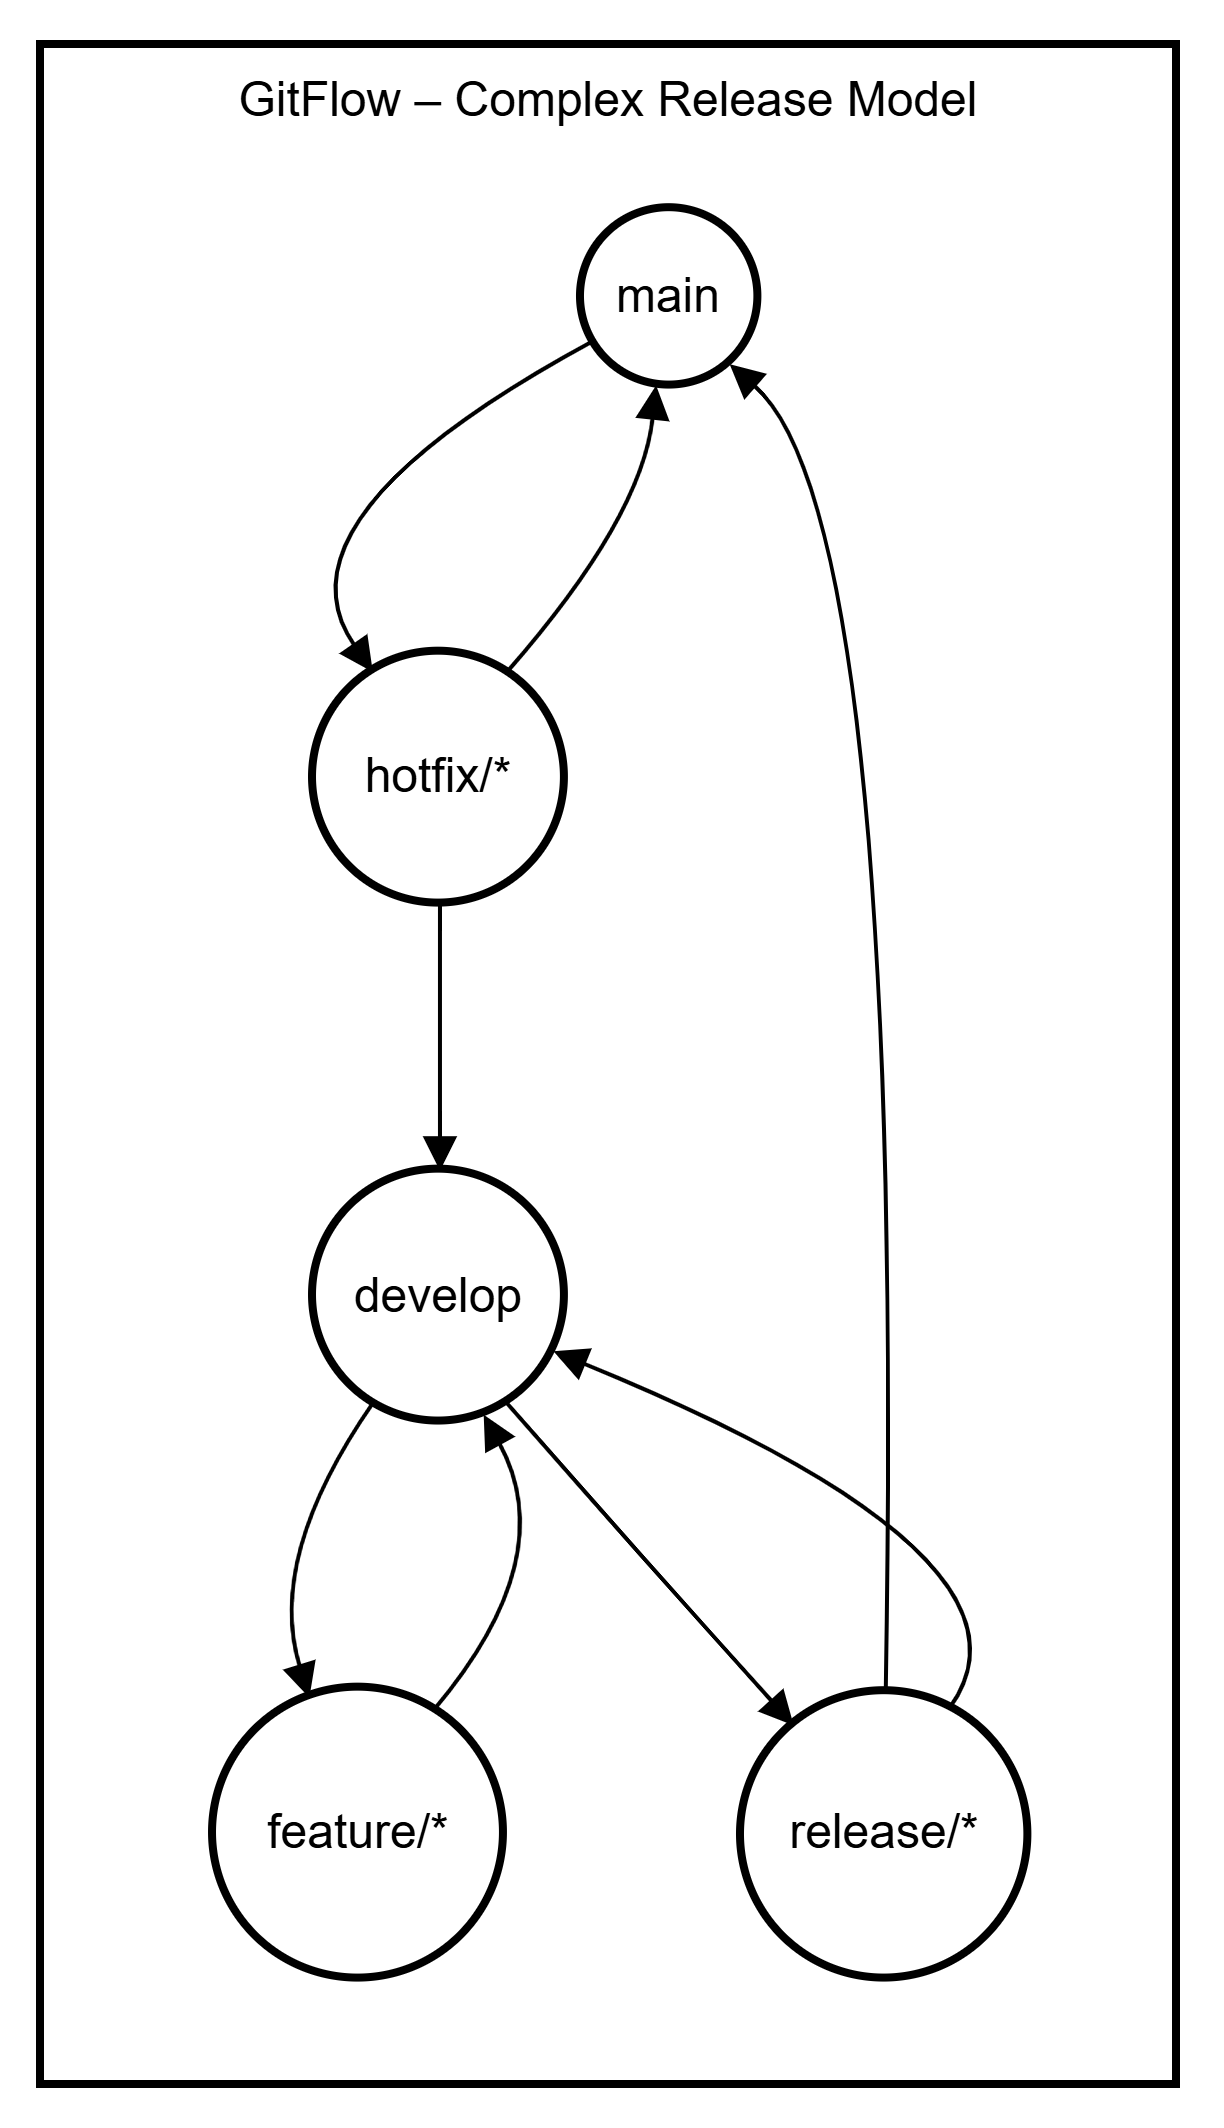 GitFlow – Complex Release Model
main
hotfix/*
develop
feature/*
release/*